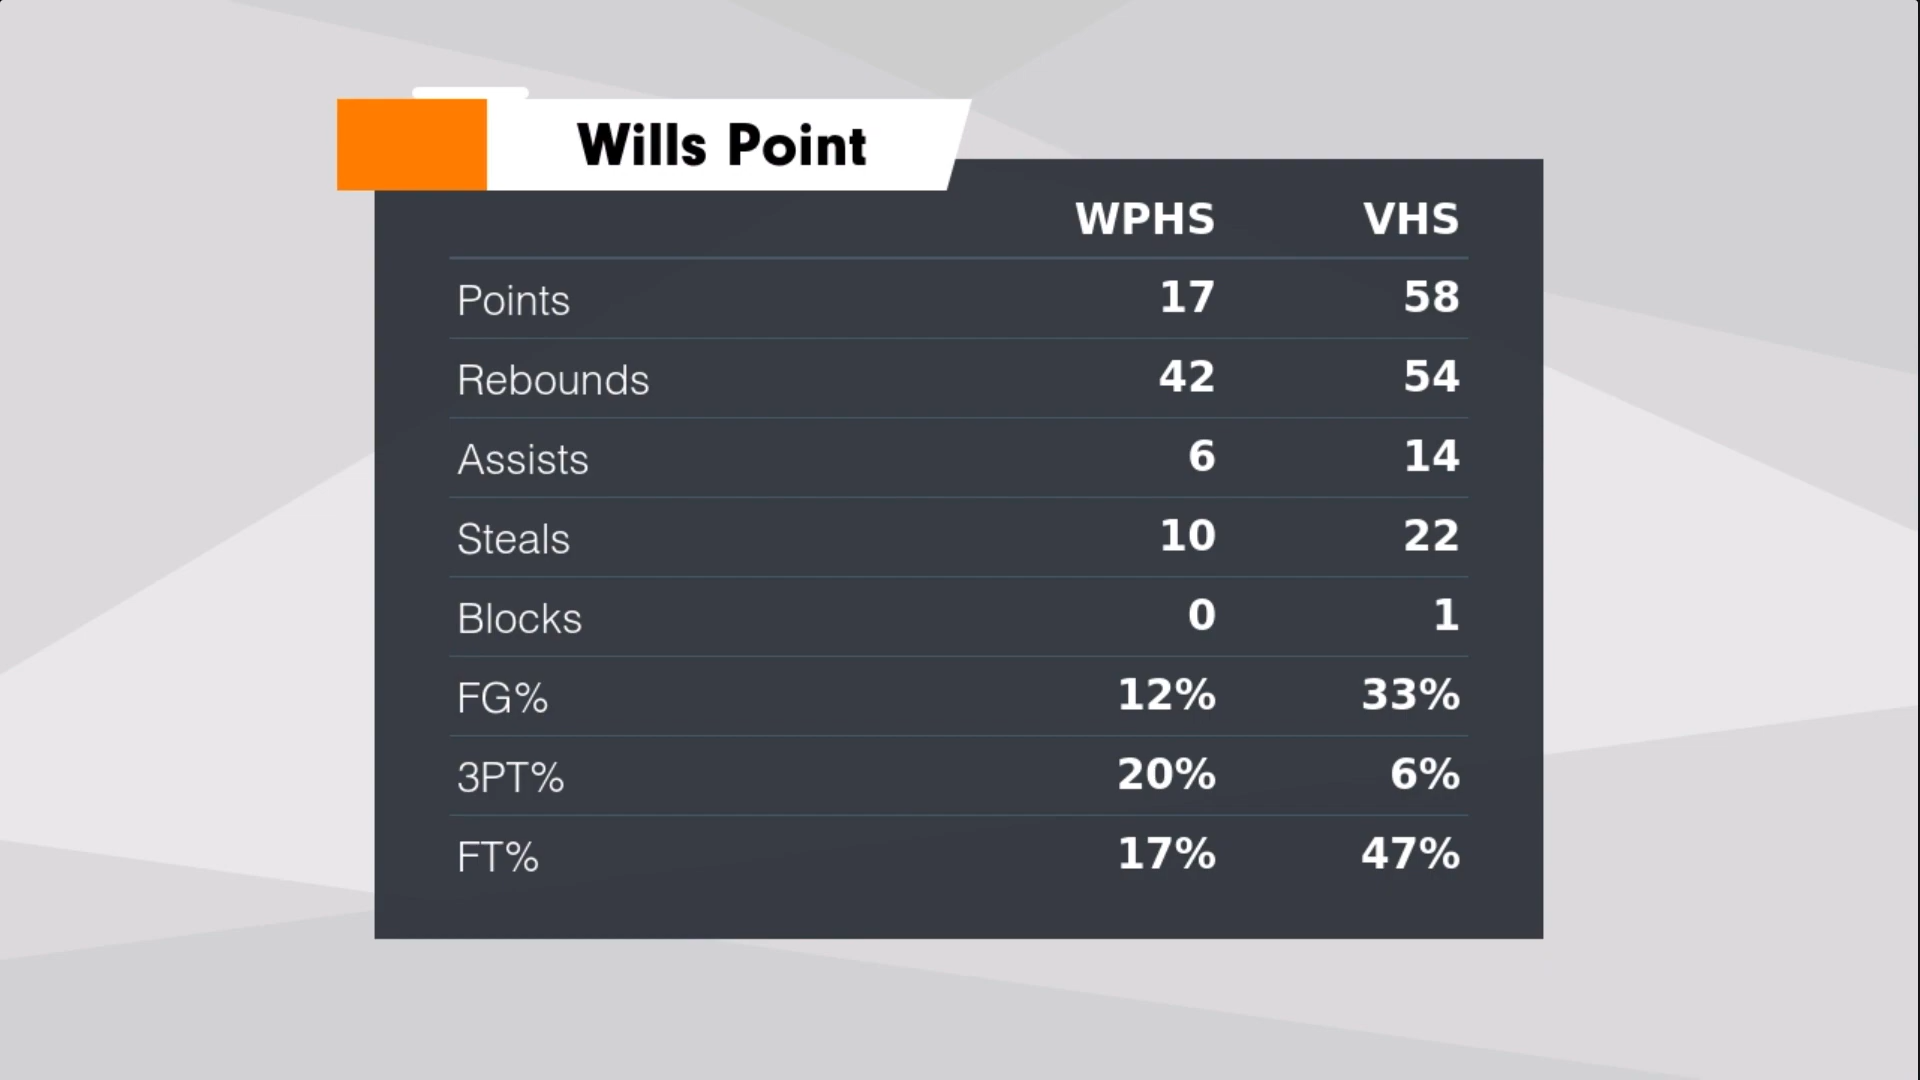 Wills Point
WPHS VHS
Points 17 58
Rebounds 42 54
Assists 6 14
Steals 10 22
Blocks 0 1
FG% 12% 33%
3PT% 20% 6%
FT% 17% 47%